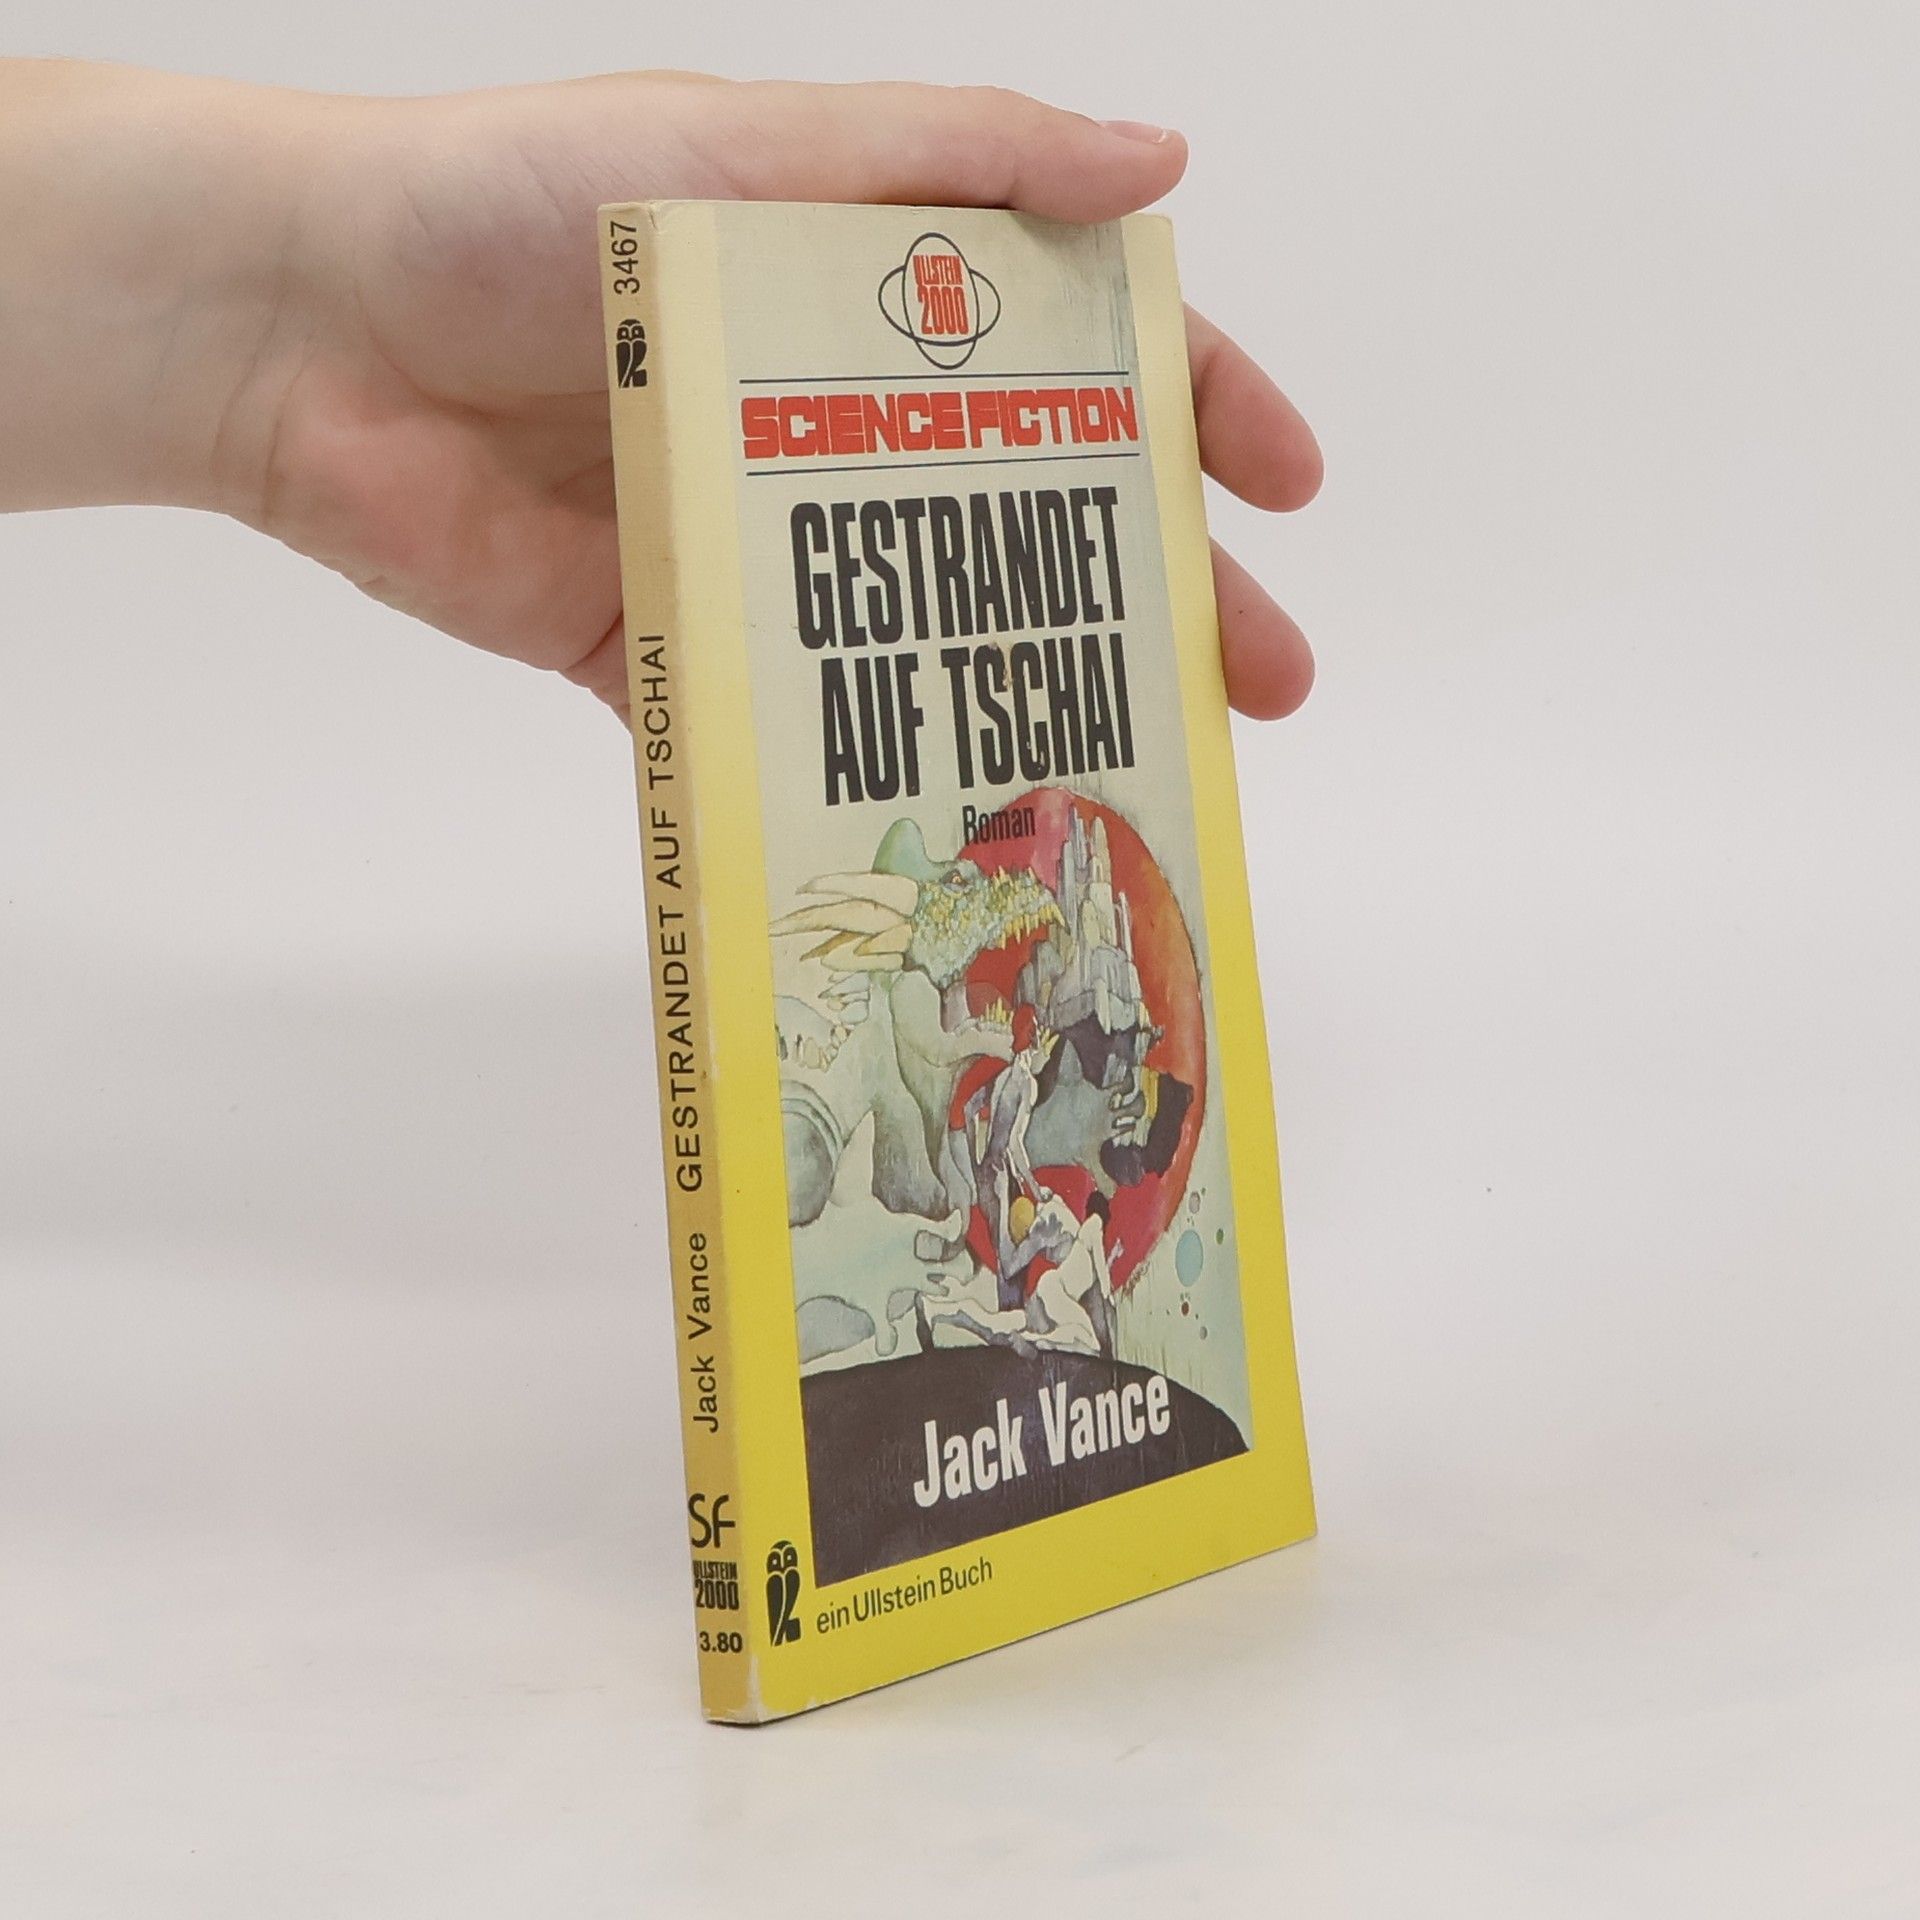 ULLSTEIN
2000
SCIENCE FICTION
GESTRANDET
AUF TSCHAI
Roman
Jack Vance
ein Ullstein Buch
3467
Jack Vance GESTRANDET AUF TSCHAI
SF
ULLSTEIN
2000
3.80